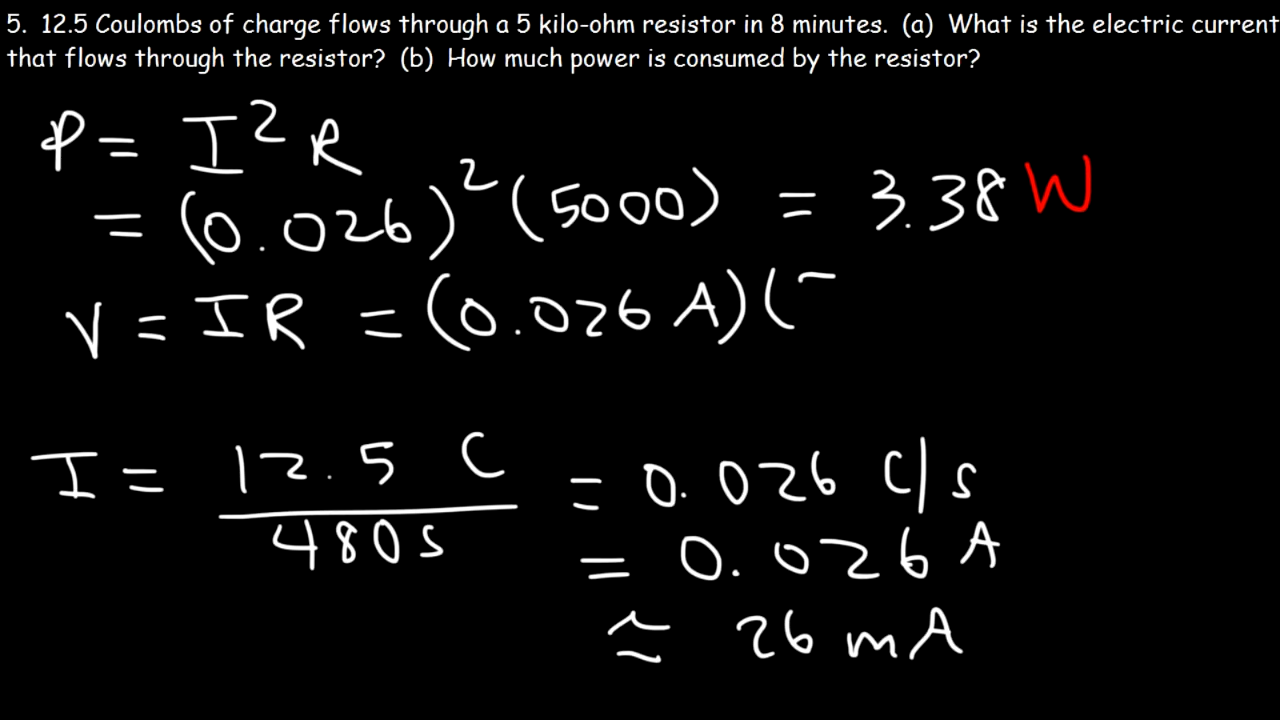 5. 12.5 Coulombs of charge flows through a 5 kilo-ohm resistor in 8 minutes. (a) What is the electric current
that flows through the resistor? (b) How much power is consumed by the resistor?
P = I² R
= (0.026)² (5000) = 3.38 W
V = I R = (0.026 A)(
I = 12.5 C / 480 s = 0.026 C/s
= 0.026 A
≈ 26 mA